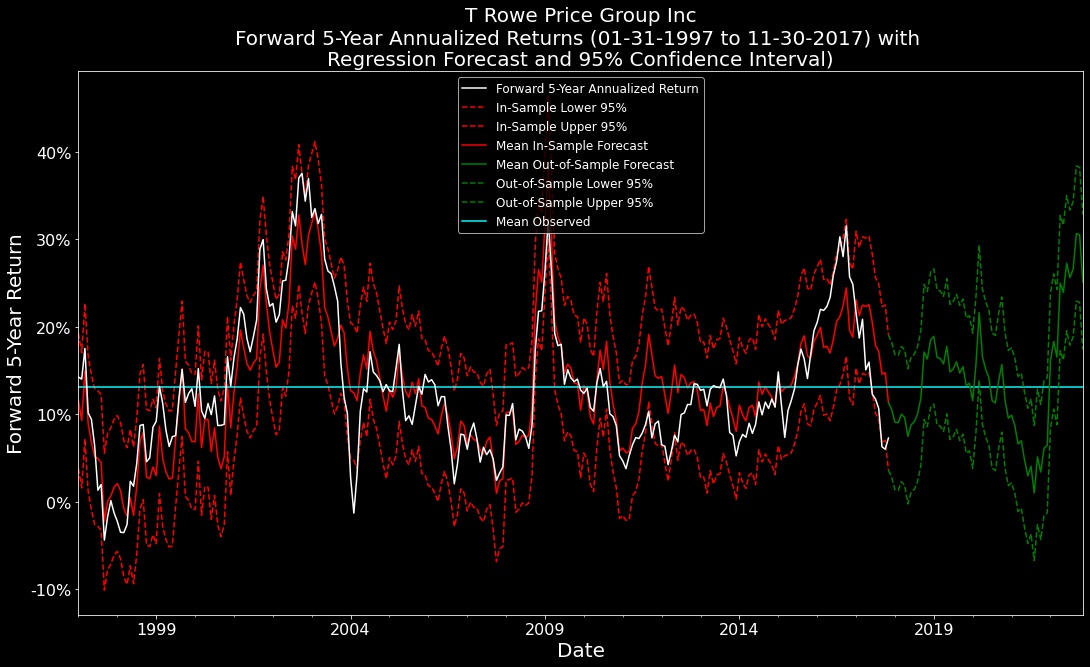 T Rowe Price Group Inc
Forward 5-Year Annualized Returns (01-31-1997 to 11-30-2017) with
Regression Forecast and 95% Confidence Interval)
Forward 5-Year Annualized Return
In-Sample Lower 95%
In-Sample Upper 95%
Mean In-Sample Forecast
Mean Out-of-Sample Forecast
Out-of-Sample Lower 95%
Out-of-Sample Upper 95%
Mean Observed
Forward 5-Year Return
40%
30%
20%
10%
0%
-10%
1999
2004
2009
2014
2019
Date